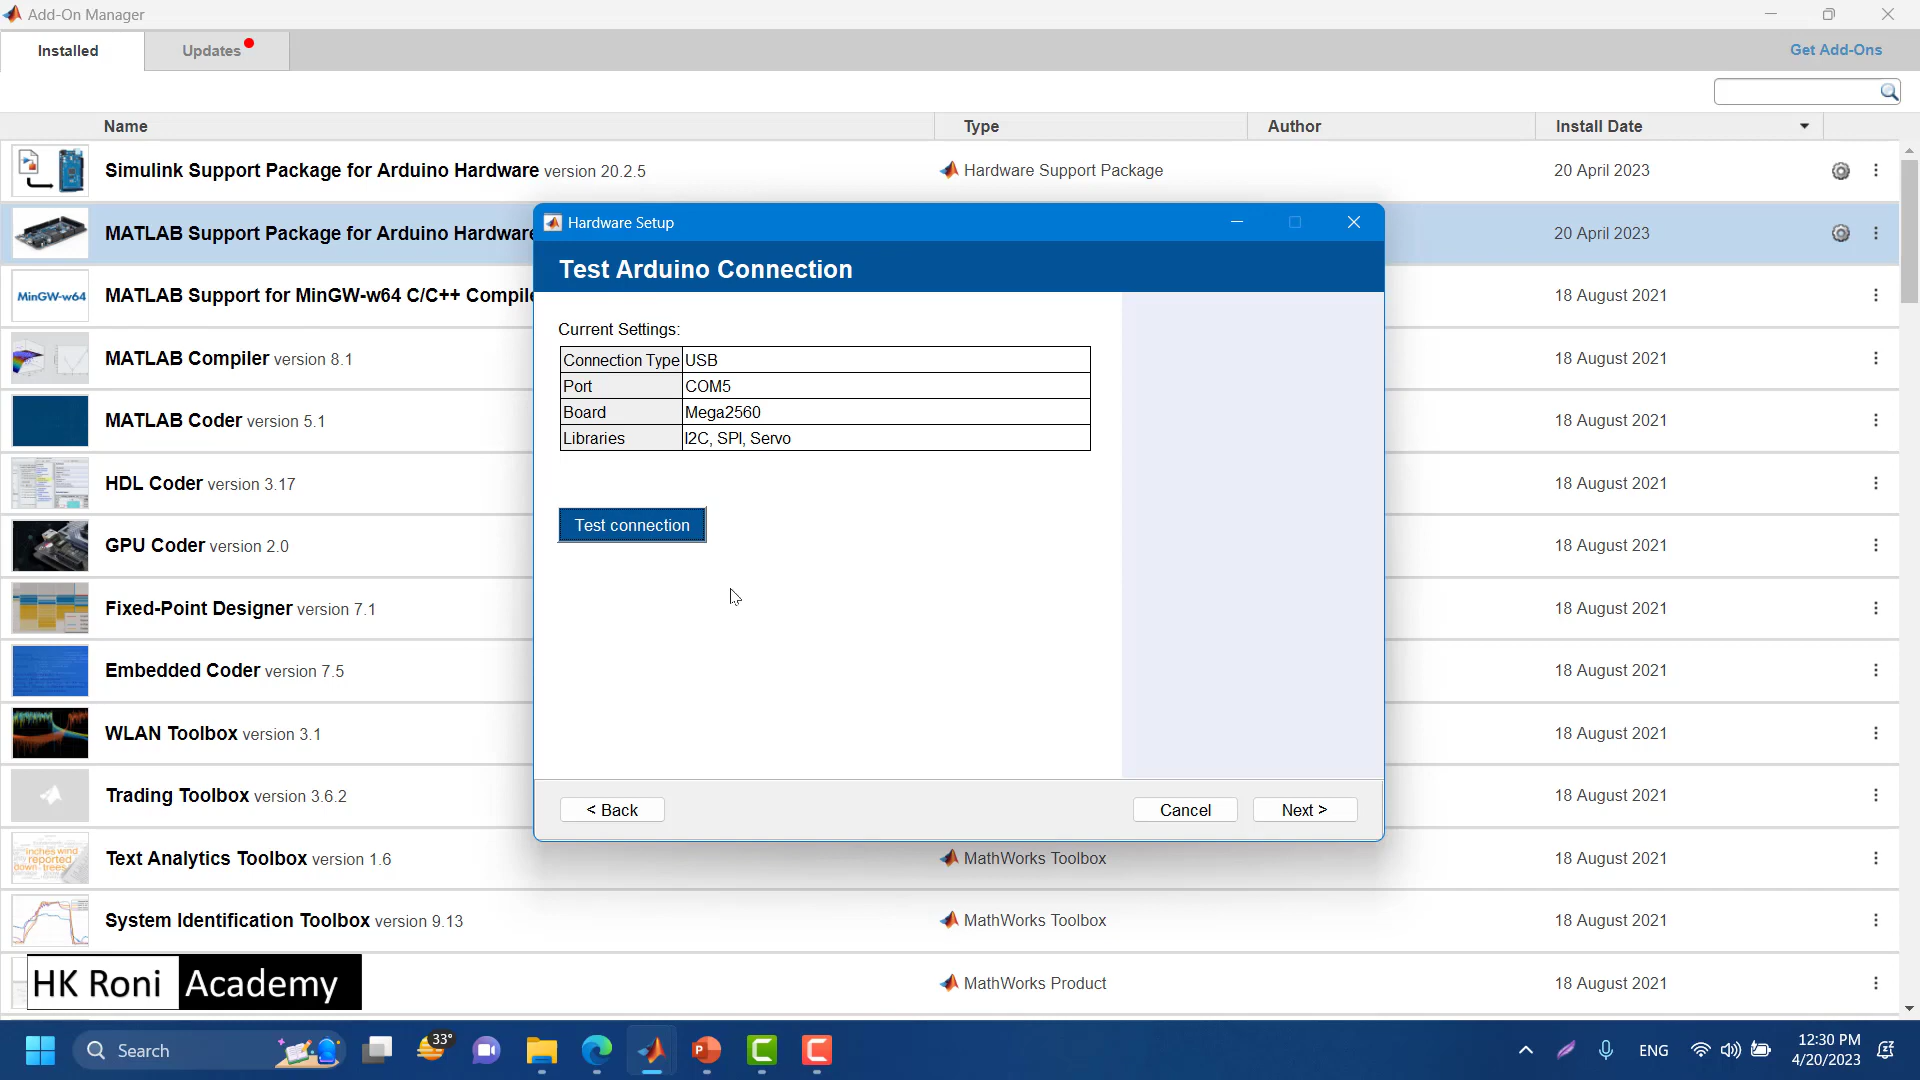 Add-On Manager
Installed
Updates
Get Add-Ons
Name
Type
Author
Install Date
Simulink Support Package for Arduino Hardware version 20.2.5
Hardware Support Package
20 April 2023
MATLAB Support Package for Arduino Hardware
20 April 2023
MinGW-w64
MATLAB Support for MinGW-w64 C/C++ Compile
18 August 2021
MATLAB Compiler version 8.1
18 August 2021
MATLAB Coder version 5.1
18 August 2021
HDL Coder version 3.17
18 August 2021
GPU Coder version 2.0
18 August 2021
Fixed-Point Designer version 7.1
18 August 2021
Embedded Coder version 7.5
18 August 2021
WLAN Toolbox version 3.1
18 August 2021
Trading Toolbox version 3.6.2
18 August 2021
inches wind
reported
down trees
Text Analytics Toolbox version 1.6
MathWorks Toolbox
18 August 2021
System Identification Toolbox version 9.13
MathWorks Toolbox
18 August 2021
MathWorks Product
18 August 2021
Hardware Setup
Test Arduino Connection
Current Settings:
Connection Type USB
Port COM5
Board Mega2560
Libraries I2C, SPI, Servo
Test connection
< Back
Cancel
Next >
HK Roni Academy
Search
33°
ENG
12:30 PM
4/20/2023